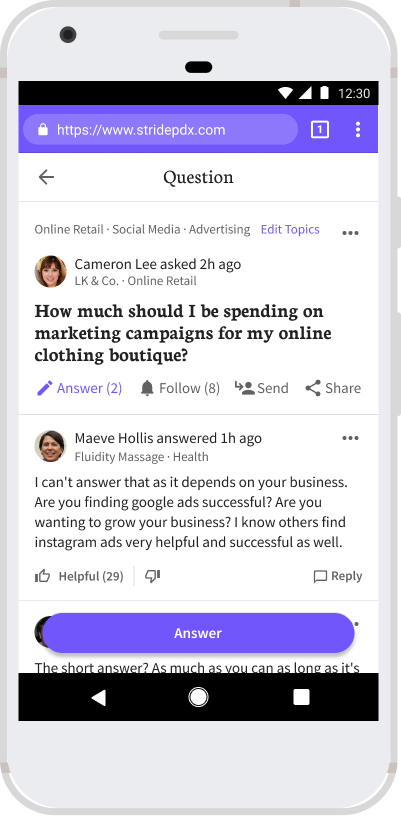 12:30
https://www.stridepdx.com
1
Question
Online Retail · Social Media · Advertising Edit Topics
Cameron Lee asked 2h ago
LK & Co. · Online Retail
How much should I be spending on
marketing campaigns for my online
clothing boutique?
Answer (2) Follow (8) Send Share
Maeve Hollis answered 1h ago
Fluidity Massage · Health
I can't answer that as it depends on your business.
Are you finding google ads successful? Are you
wanting to grow your business? I know others find
instagram ads very helpful and successful as well.
Helpful (29) Reply
Answer
The short answer? As much as you can as long as it's